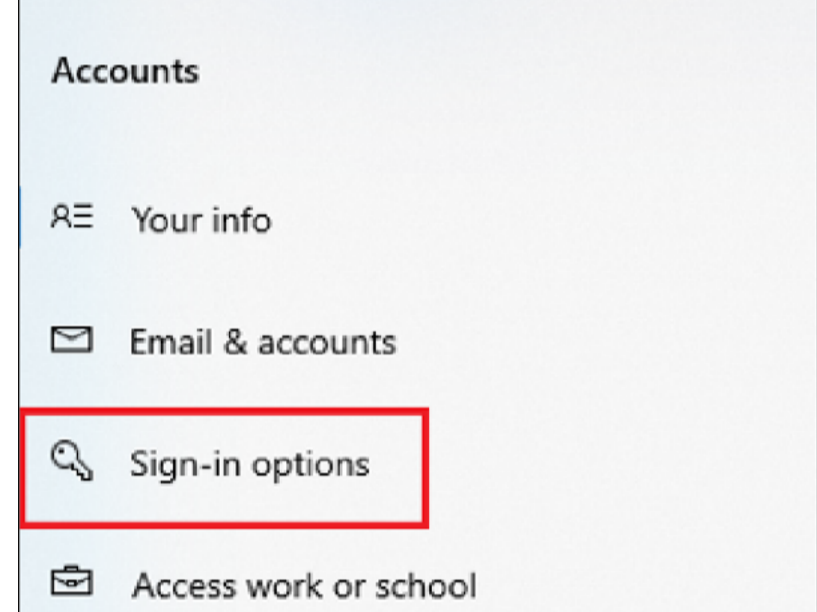 Accounts
Your info
Email & accounts
Sign-in options
Access work or school